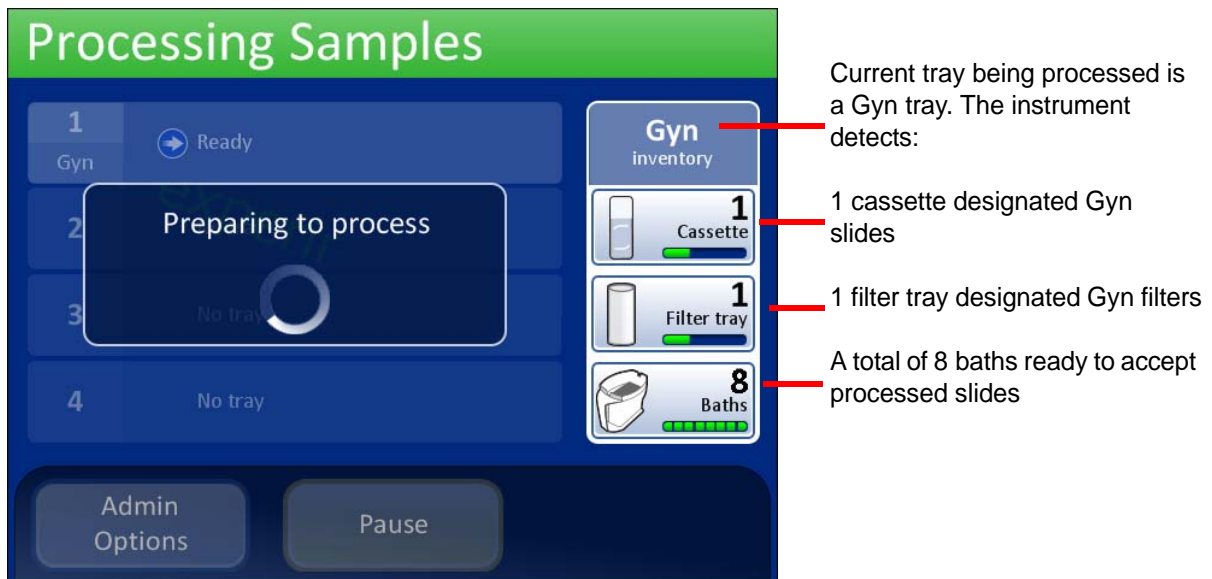 Processing Samples
1
Gyn
Ready
2
Preparing to process
3
No tray
4
No tray
Admin
Options
Pause
Gyn
inventory
1
Cassette
1
Filter tray
8
Baths
Current tray being processed is
a Gyn tray. The instrument
detects:
1 cassette designated Gyn
slides
1 filter tray designated Gyn filters
A total of 8 baths ready to accept
processed slides